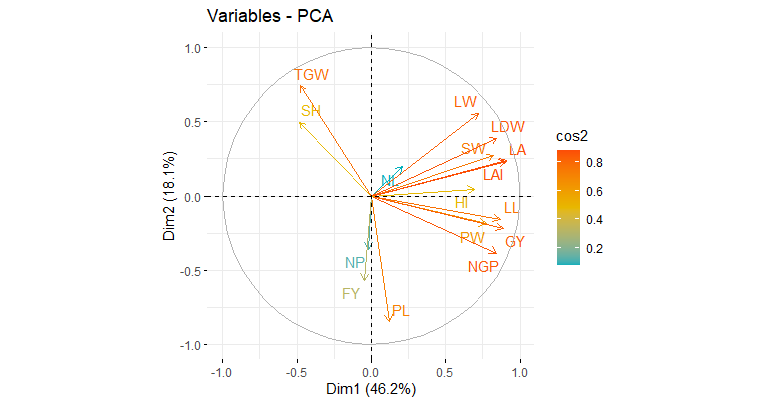 Variables - PCA
1.0
0.5
0.0
-0.5
-1.0
Dim2 (18.1%)
TGW
SH
LW
LDW
SW
LA
LAI
HI
LL
PW
GY
NGP
NP
FY
PL
-1.0
-0.5
0.0
0.5
1.0
Dim1 (46.2%)
cos2
0.8
0.6
0.4
0.2